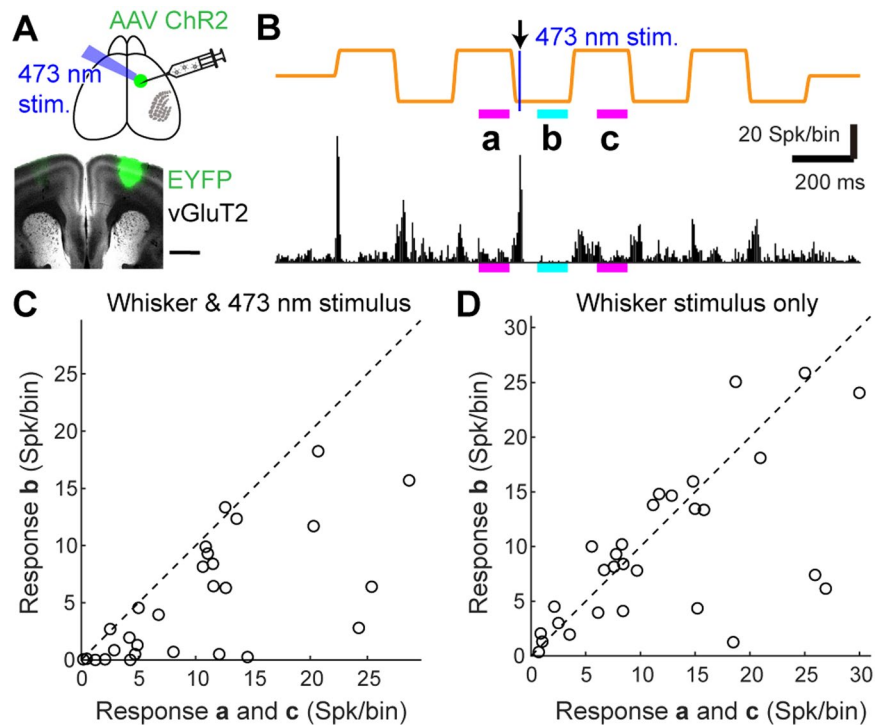 A
AAV ChR2
473 nm
stim.
EYFP
vGluT2
B
473 nm stim.
a
b
c
20 Spk/bin
200 ms
C
Whisker & 473 nm stimulus
Response b (Spk/bin)
25
20
15
10
5
0
0
5
10
15
20
25
Response a and c (Spk/bin)
D
Whisker stimulus only
Response b (Spk/bin)
30
25
20
15
10
5
0
0
5
10
15
20
25
30
Response a and c (Spk/bin)